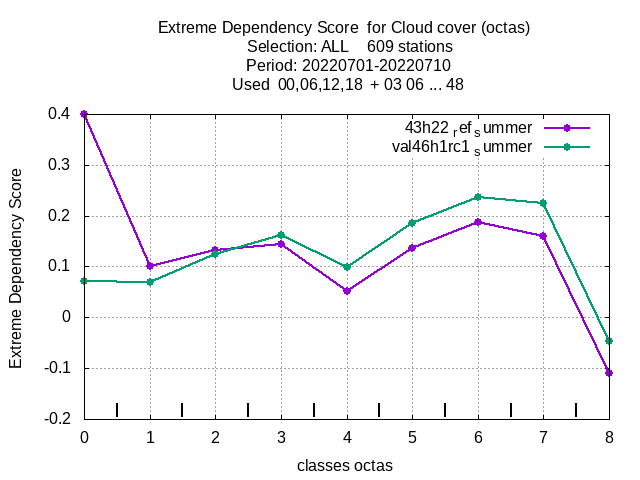 Extreme Dependency Score  for Cloud cover (octas)
Selection: ALL    609 stations
Period: 20220701-20220710
Used  00,06,12,18  + 03 06 ... 48
43h22 ref summer
val46h1rc1 summer
Extreme Dependency Score
0.4
0.3
0.2
0.1
0
-0.1
-0.2
0 1 2 3 4 5 6 7 8
classes octas